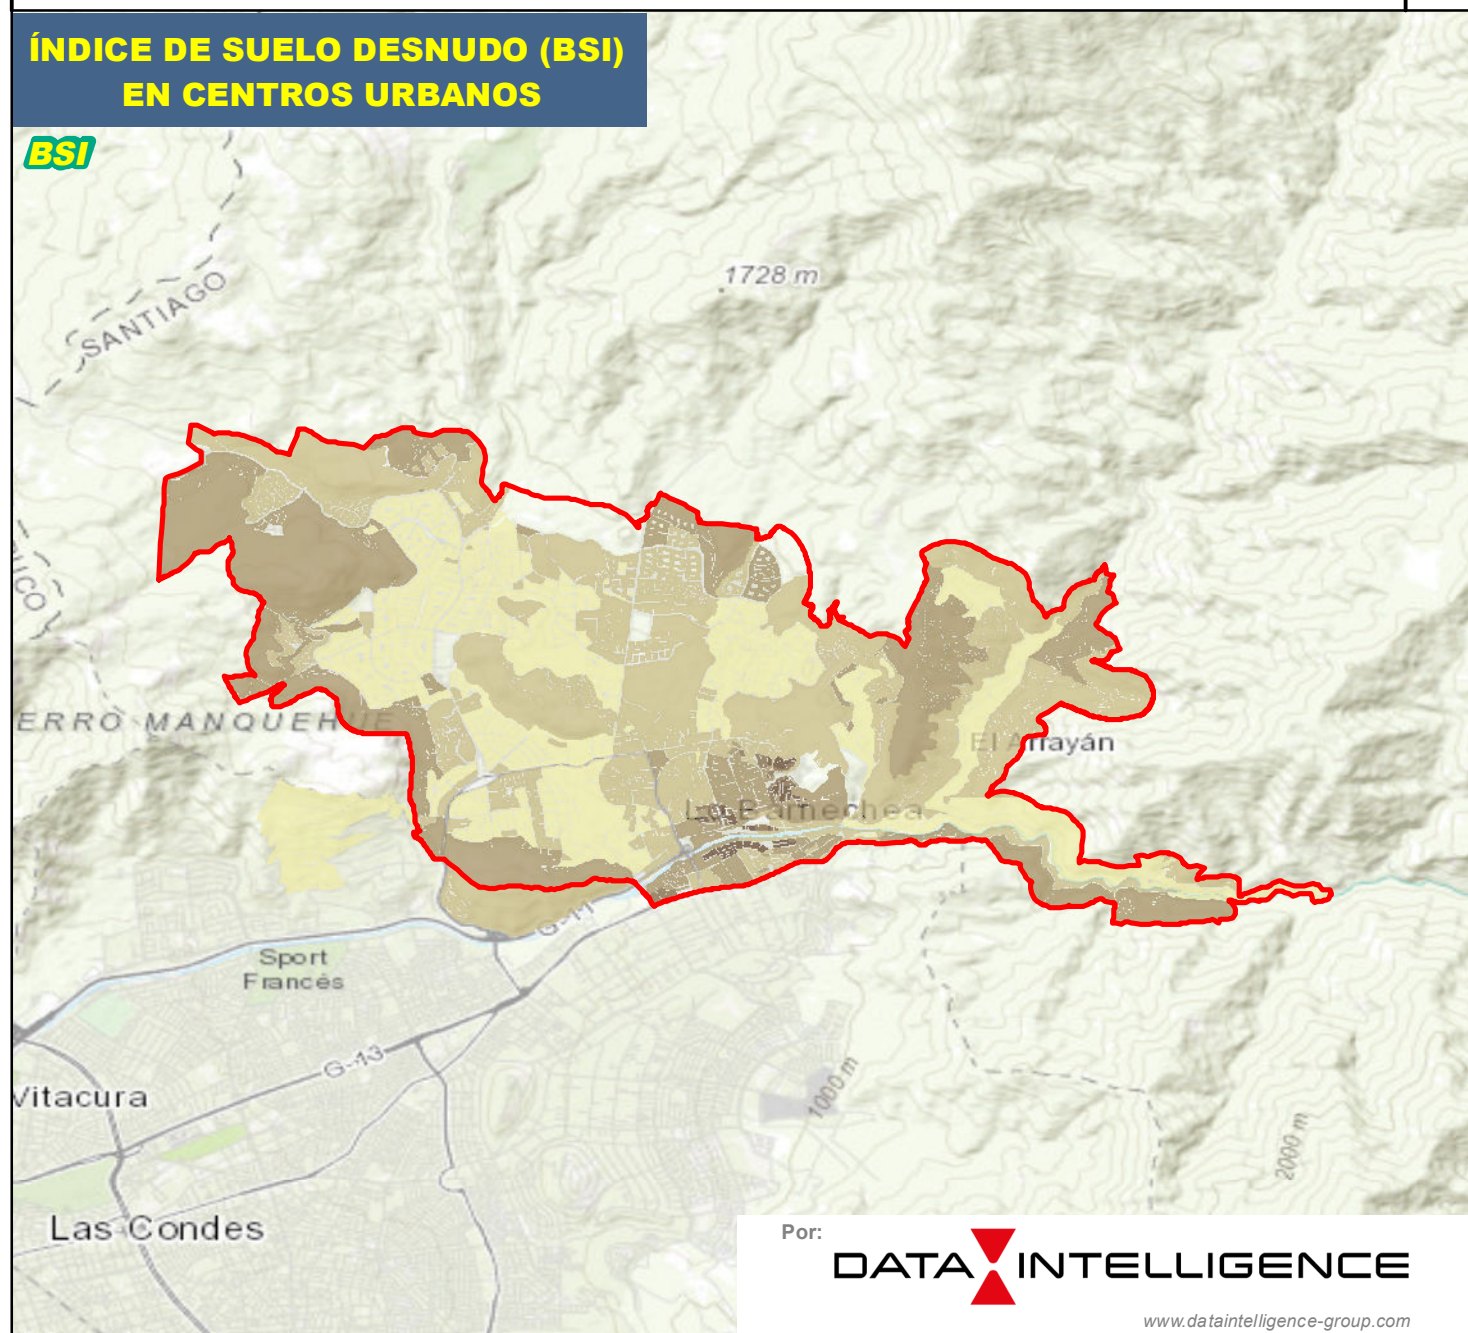 ÍNDICE DE SUELO DESNUDO (BSI)
EN CENTROS URBANOS
BSI
1728 m
SANTIAGO
ERRO MANQUEHUE
El Arrayán
Lo Barnechea
G-11
Sport
Francés
G-13
Vitacura
1000 m
2000 m
Las Condes
Por:
DATA INTELLIGENCE
www.dataintelligence-group.com